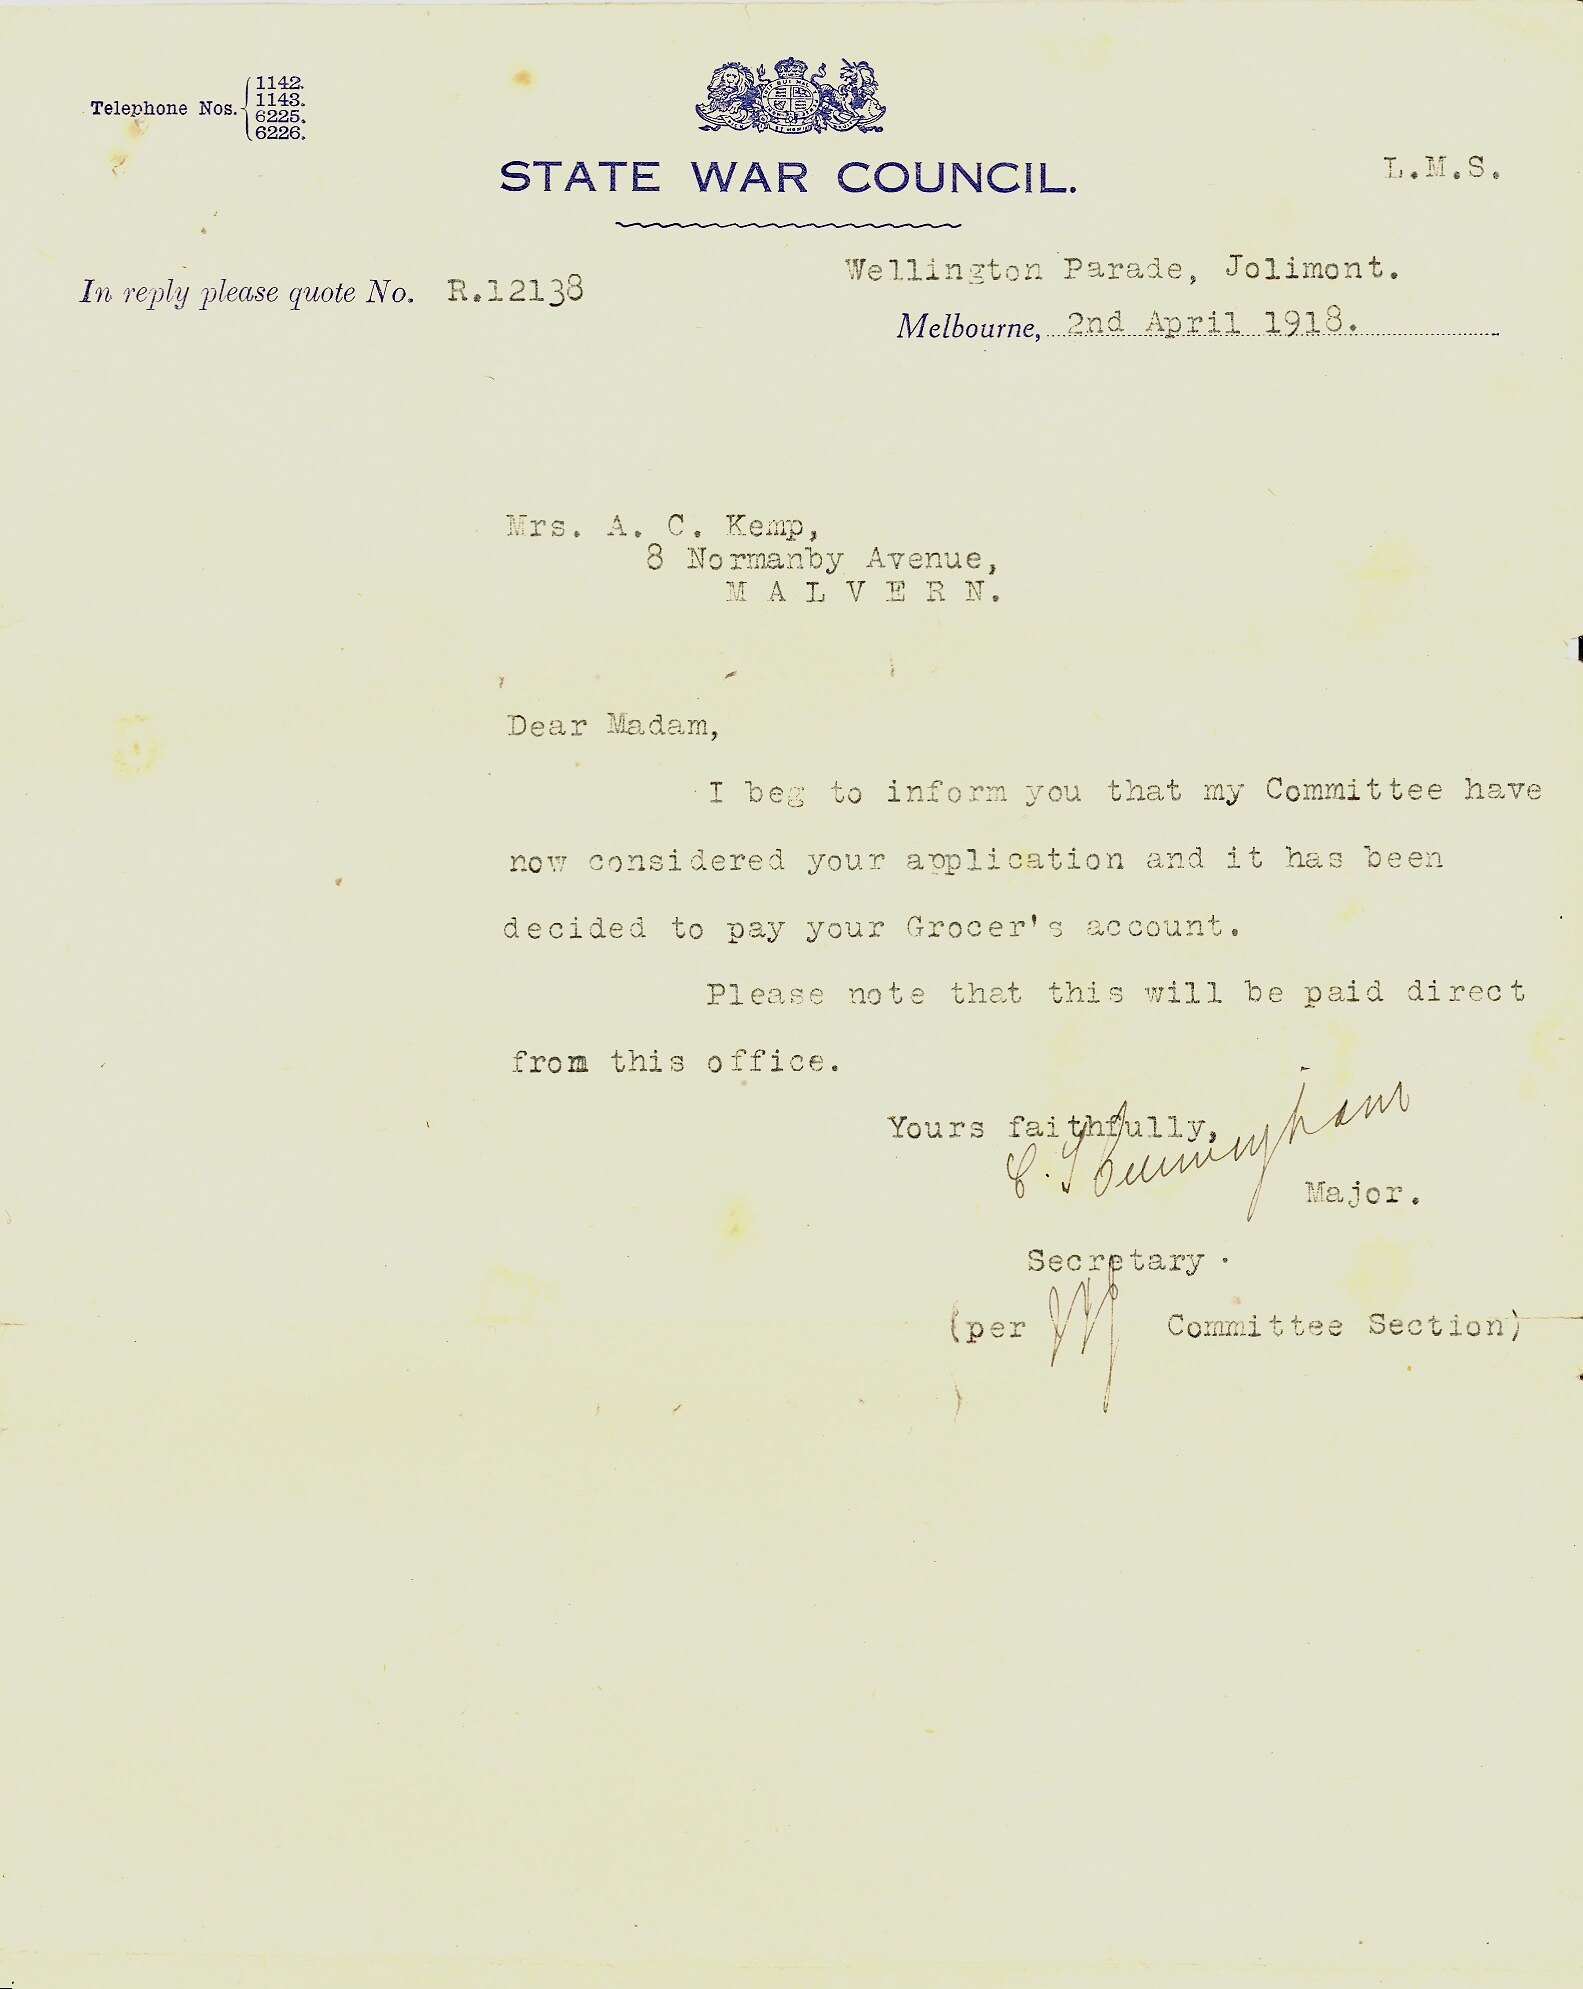 Telephone Nos. 1142.
1143.
6225.
6226.
STATE WAR COUNCIL.
L.M.S.
Wellington Parade, Jolimont.
In reply please quote No. R.12138
Melbourne, 2nd April 1918.
Mrs. A. C. Kemp,
8 Normanby Avenue,
M A L V E R N.
Dear Madam,
I beg to inform you that my Committee have
now considered your application and it has been
decided to pay your Grocer's account.
Please note that this will be paid direct
from this office.
Yours faithfully,
Cunningham
Major.
Secretary.
(per Committee Section)